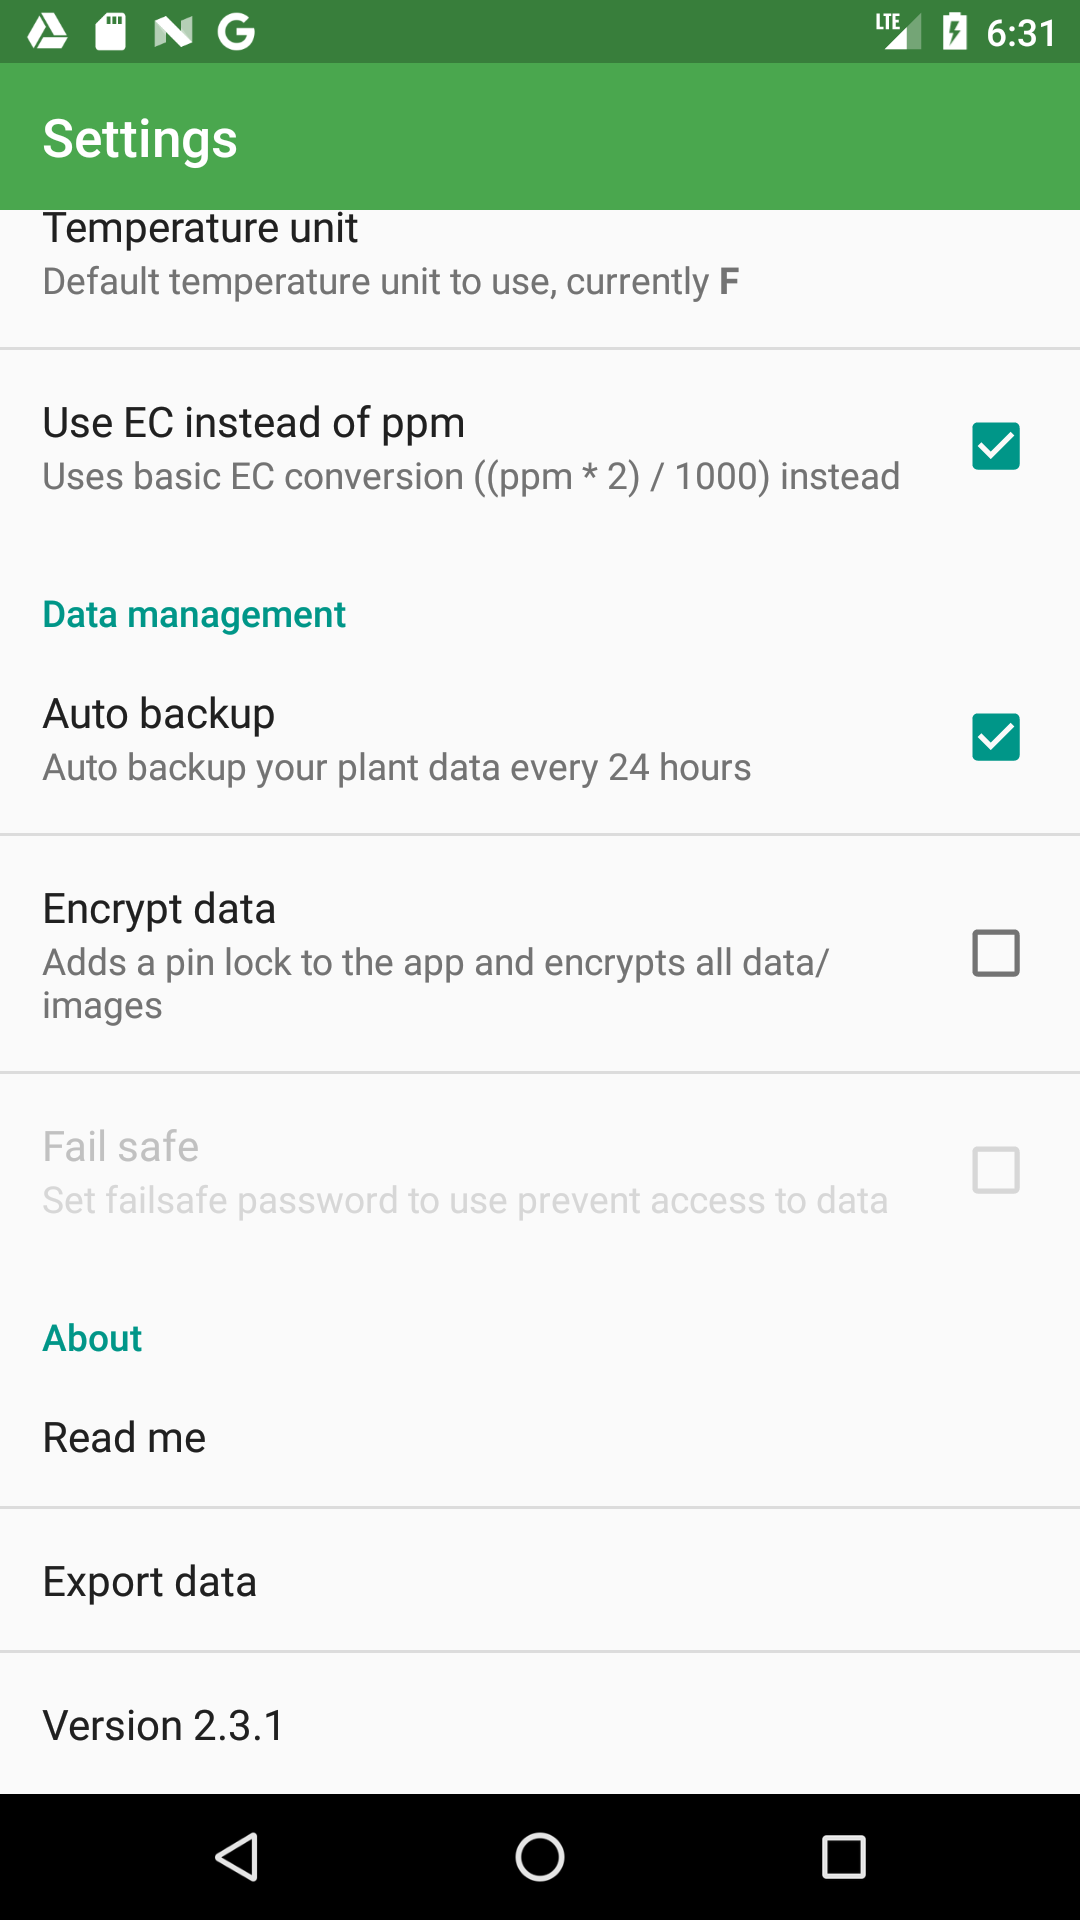 LTE 6:31
Settings
Temperature unit
Default temperature unit to use, currently F
Use EC instead of ppm
Uses basic EC conversion ((ppm * 2) / 1000) instead
Data management
Auto backup
Auto backup your plant data every 24 hours
Encrypt data
Adds a pin lock to the app and encrypts all data/
images
Fail safe
Set failsafe password to use prevent access to data
About
Read me
Export data
Version 2.3.1